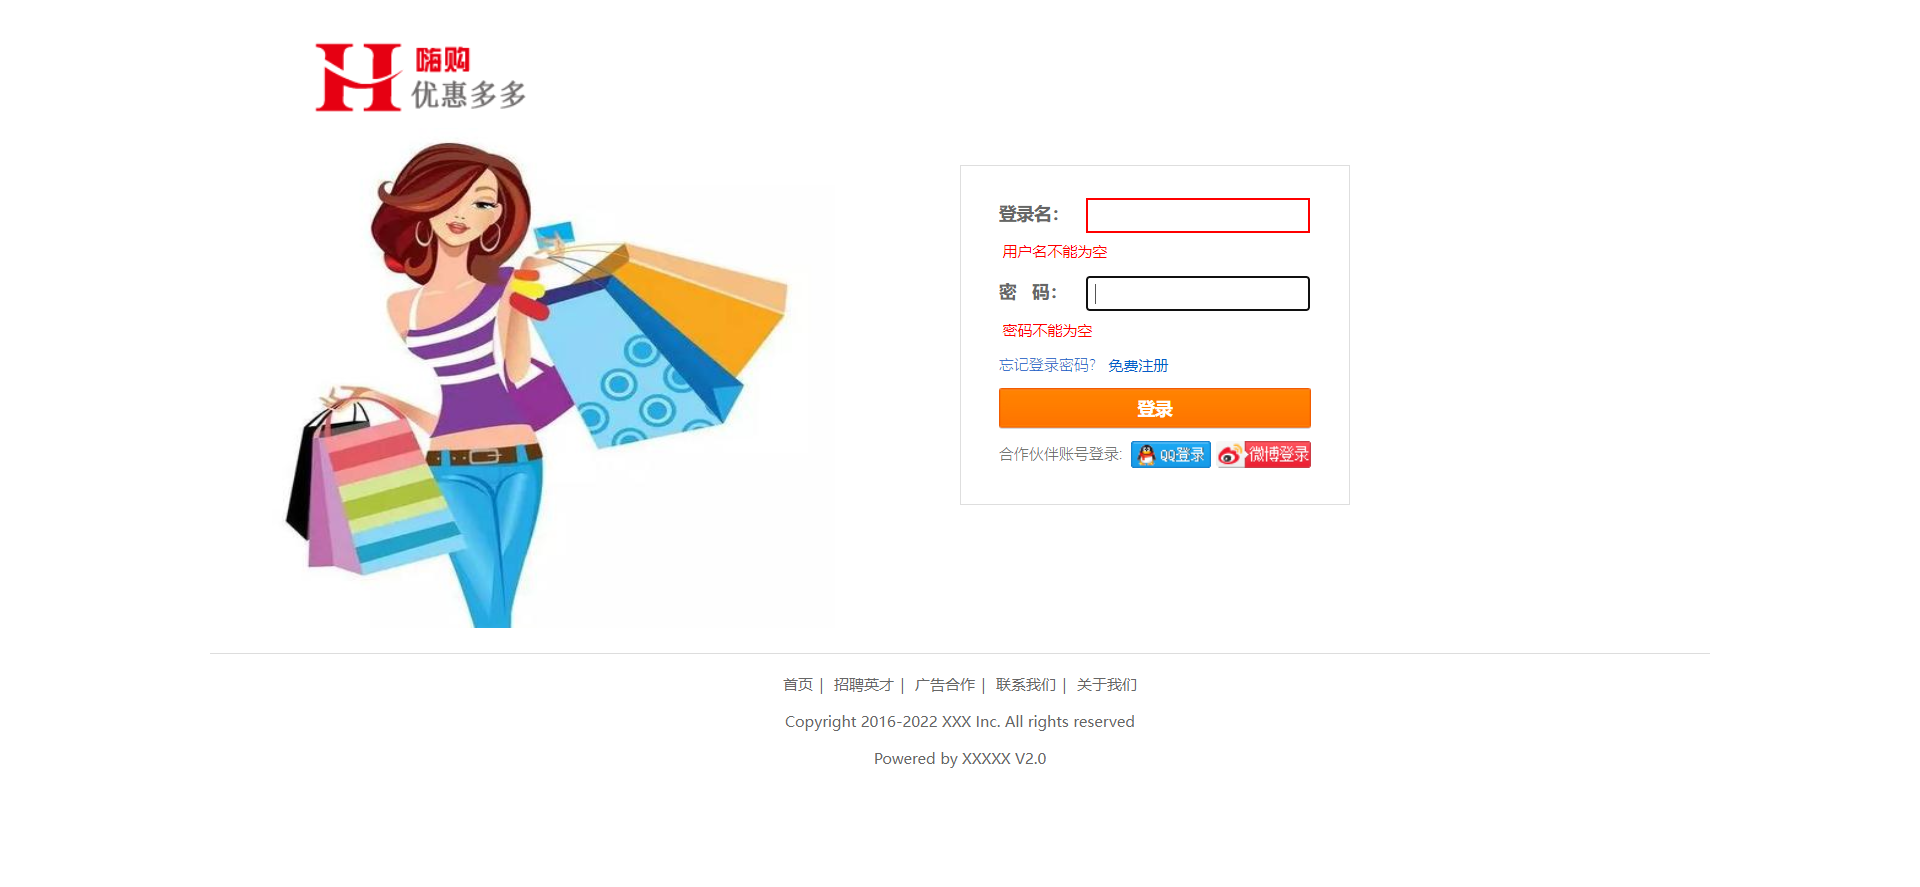 H 嗨购
优惠多多
登录名：
用户名不能为空
密 码：
密码不能为空
忘记登录密码? 免费注册
登录
合作伙伴账号登录: QQ登录 微博登录
首页 | 招聘英才 | 广告合作 | 联系我们 | 关于我们
Copyright 2016-2022 XXX Inc. All rights reserved
Powered by XXXXX V2.0